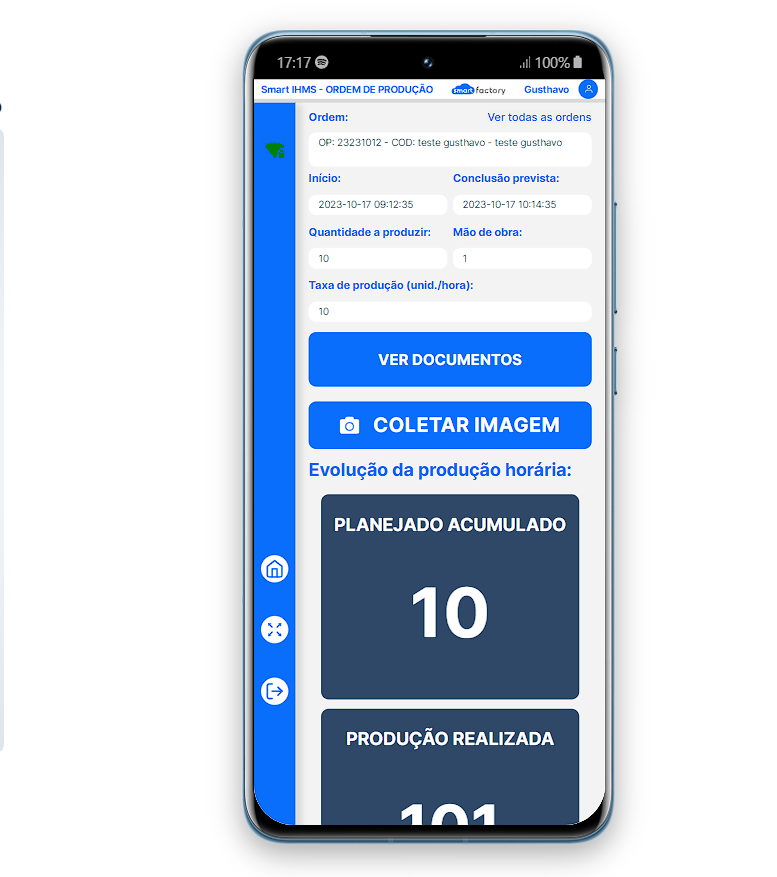 17:17 100%
Smart IHMS - ORDEM DE PRODUÇÃO smart factory Gusthavo
Ordem: Ver todas as ordens
OP: 23231012 - COD: teste gusthavo - teste gusthavo
Início: Conclusão prevista:
2023-10-17 09:12:35 2023-10-17 10:14:35
Quantidade a produzir: Mão de obra:
10 1
Taxa de produção (unid./hora):
10
VER DOCUMENTOS
COLETAR IMAGEM
Evolução da produção horária:
PLANEJADO ACUMULADO
10
PRODUÇÃO REALIZADA
101